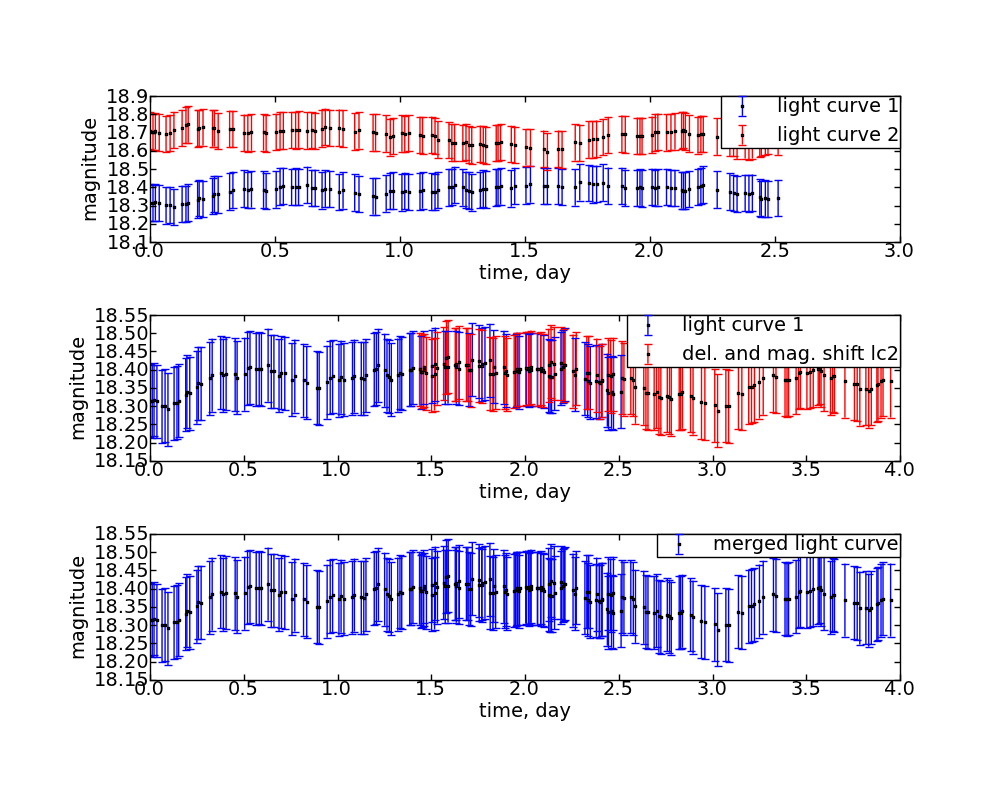 18.9
18.8
18.7
18.6
18.5
18.4
18.3
18.2
18.1
magnitude
light curve 1
light curve 2
0.0 0.5 1.0 1.5 2.0 2.5 3.0
time, day
18.55
18.50
18.45
18.40
18.35
18.30
18.25
18.20
18.15
magnitude
light curve 1
del. and mag. shift lc2
0.0 0.5 1.0 1.5 2.0 2.5 3.0 3.5 4.0
time, day
18.55
18.50
18.45
18.40
18.35
18.30
18.25
18.20
18.15
magnitude
merged light curve
0.0 0.5 1.0 1.5 2.0 2.5 3.0 3.5 4.0
time, day